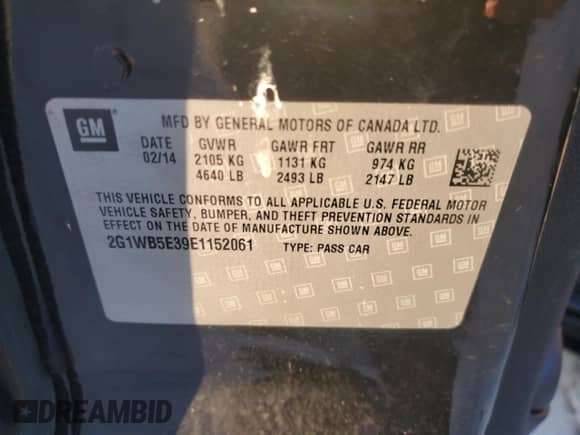 GM
MFD BY GENERAL MOTORS OF CANADA LTD.
DATE GVWR GAWR FRT GAWR RR
02/14 2105 KG 1131 KG 974 KG
4640 LB 2493 LB 2147 LB
THIS VEHICLE CONFORMS TO ALL APPLICABLE U.S. FEDERAL MOTOR
VEHICLE SAFETY, BUMPER, AND THEFT PREVENTION STANDARDS IN
EFFECT ON THE DATE OF MANUFACTURE SHOWN ABOVE.
2G1WB5E39E1152061 TYPE: PASS CAR
DREAMBID